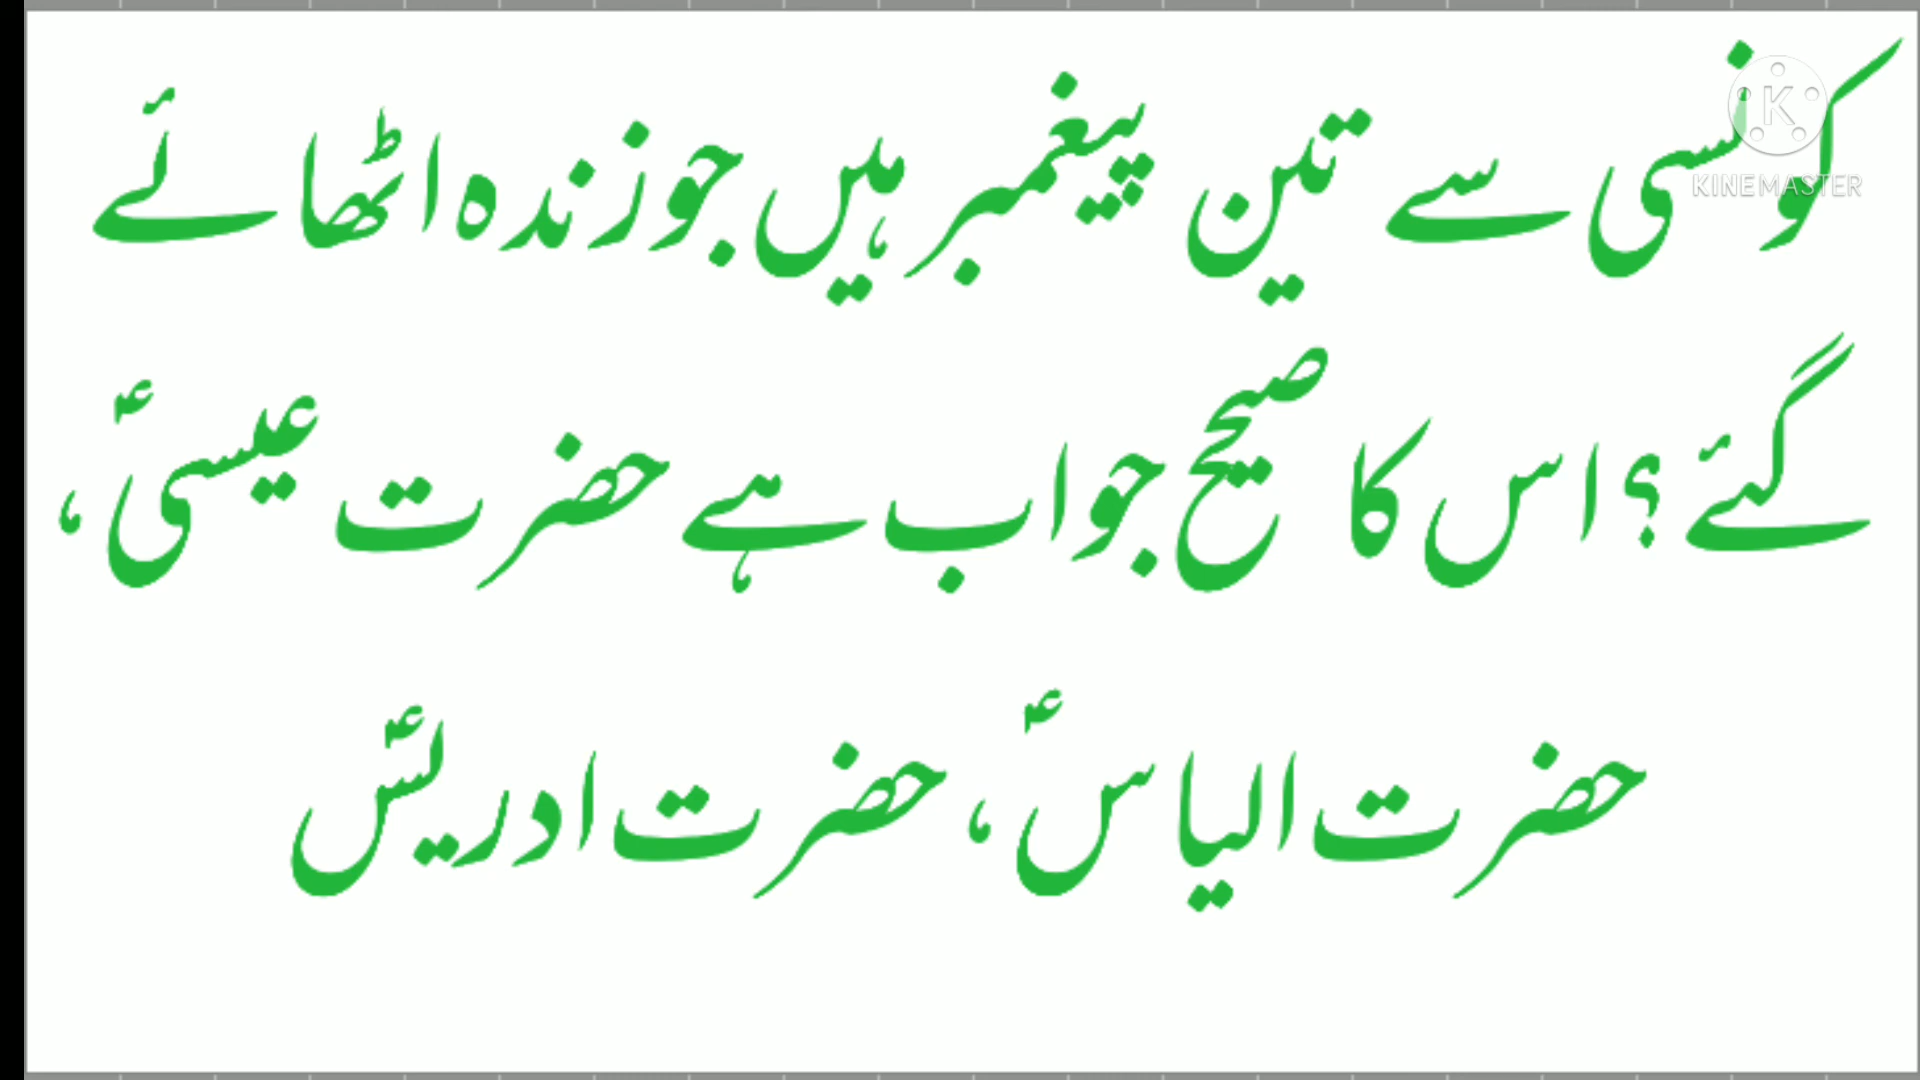 کونسی سے تین پیغمبر ہیں جو زندہ اٹھائے
گئے؟ اس کا صحیح جواب ہے حضرت عیسیٰؑ،
حضرت الیاسؑ، حضرت ادریسؑ
K
KINEMASTER